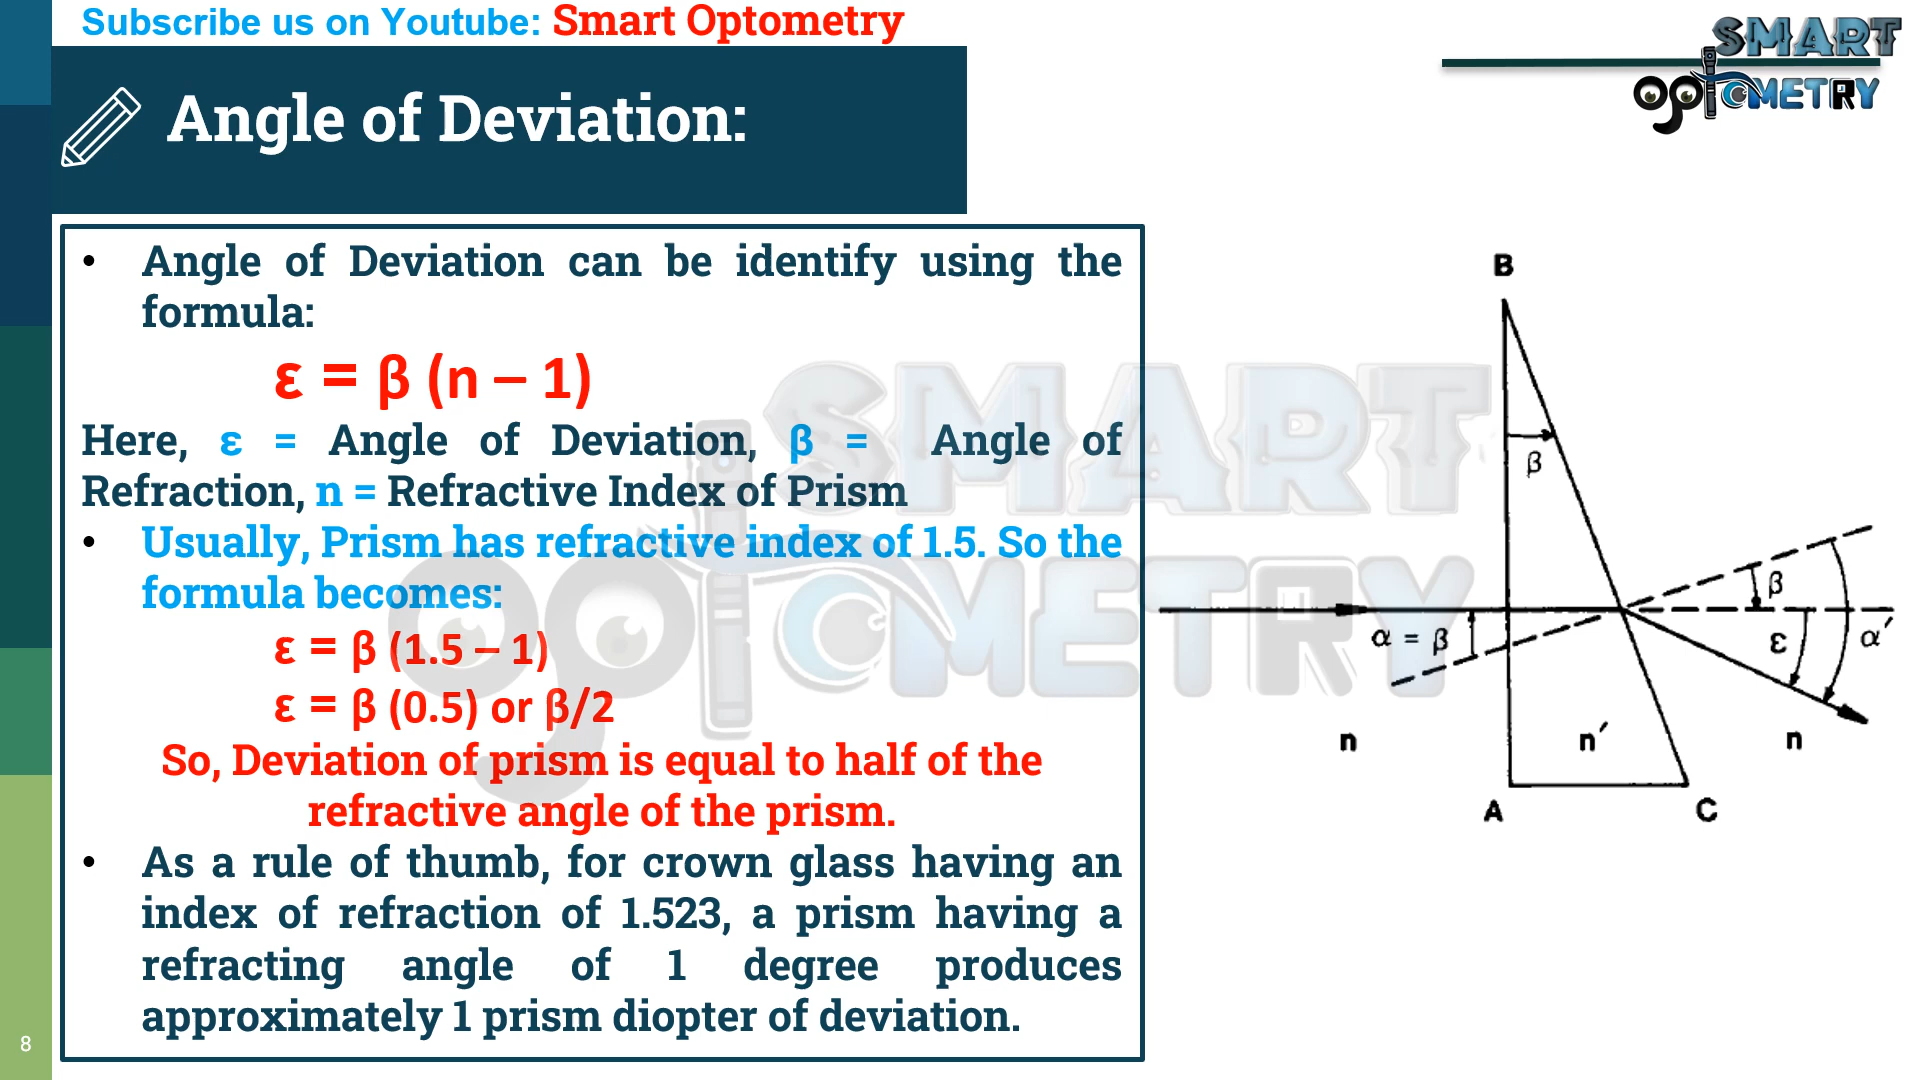 Subscribe us on Youtube: Smart Optometry
SMART
OPTOMETRY
Angle of Deviation:
• Angle of Deviation can be identify using the
formula:
ε = β (n – 1)
Here, ε = Angle of Deviation, β = Angle of
Refraction, n = Refractive Index of Prism
• Usually, Prism has refractive index of 1.5. So the
formula becomes:
ε = β (1.5 – 1)
ε = β (0.5) or β/2
So, Deviation of prism is equal to half of the
refractive angle of the prism.
• As a rule of thumb, for crown glass having an
index of refraction of 1.523, a prism having a
refracting angle of 1 degree produces
approximately 1 prism diopter of deviation.
8
B
β
β
α = β
ε
α′
n
n′
n
A
C
SMART
OPTOMETRY